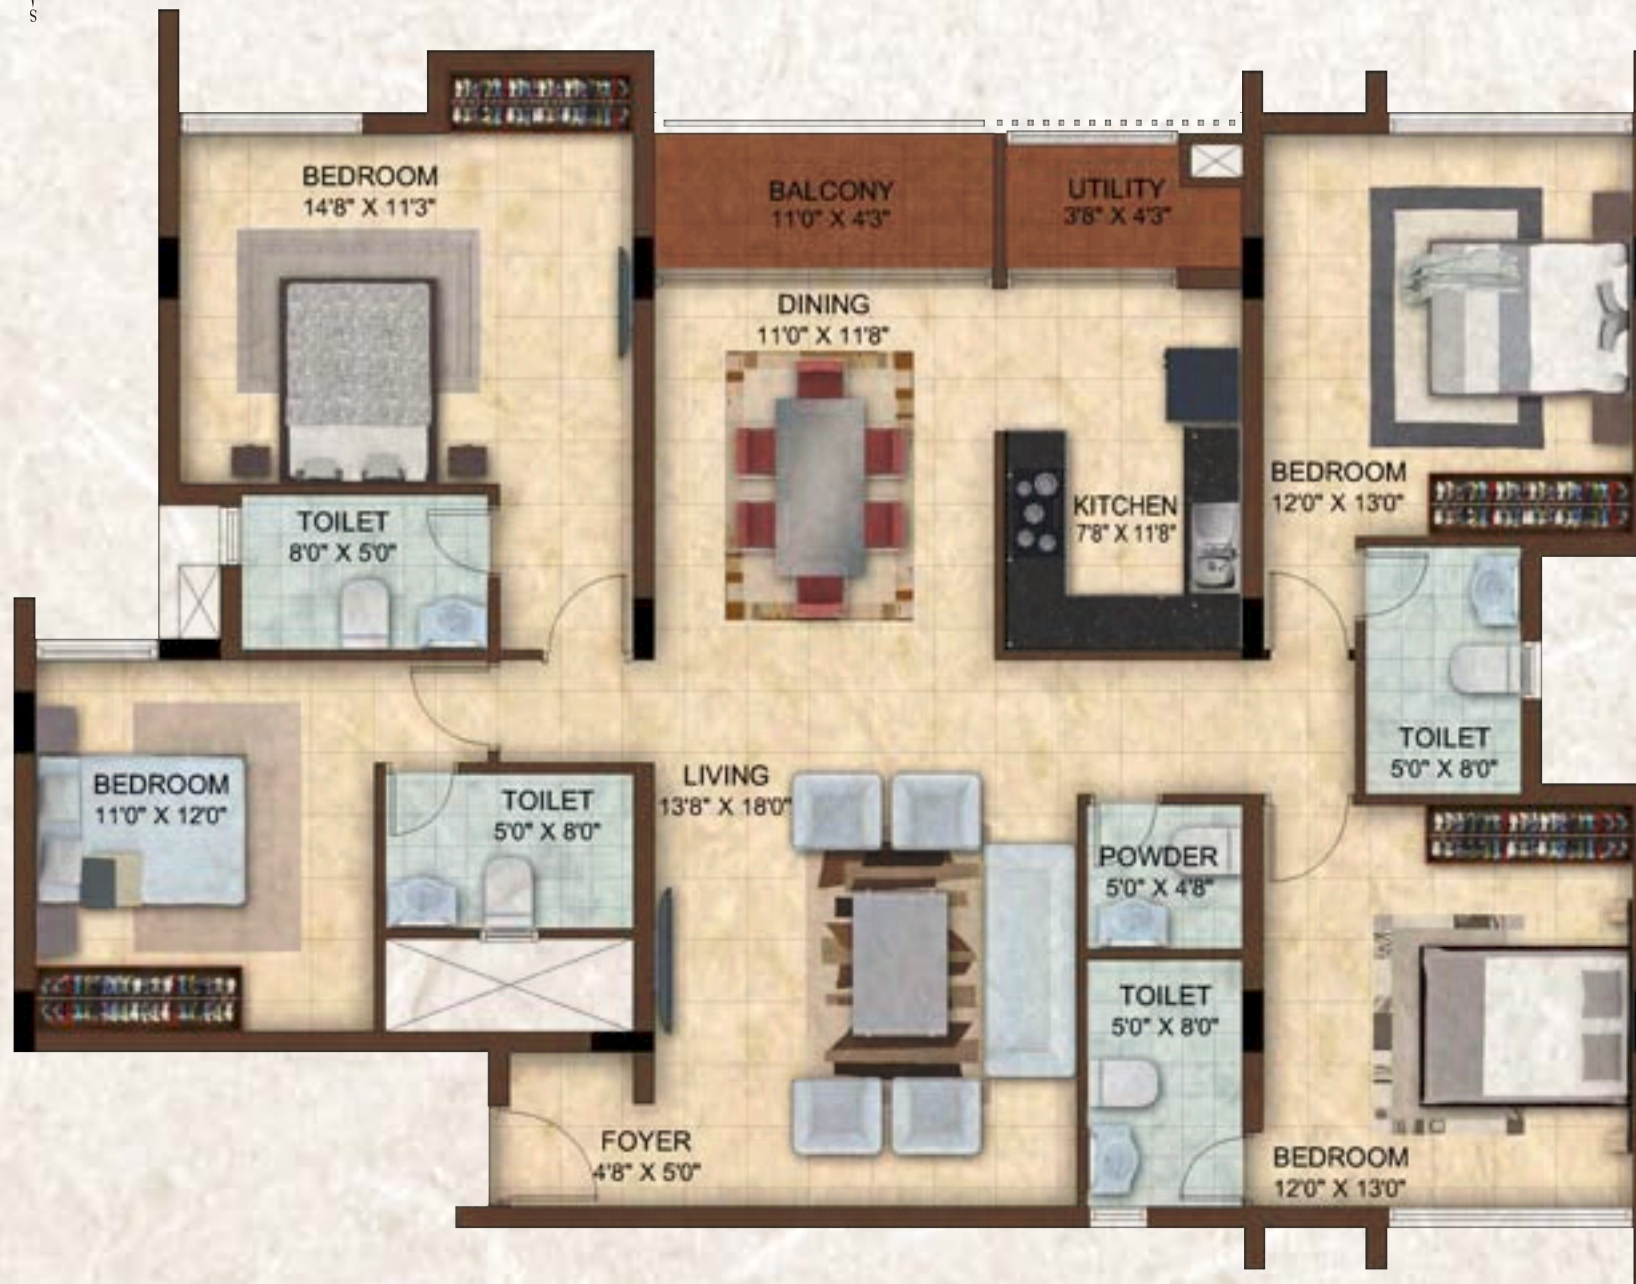 S
BEDROOM
14'8" X 11'3"
BALCONY
11'0" X 4'3"
UTILITY
3'8" X 4'3"
DINING
11'0" X 11'8"
BEDROOM
12'0" X 13'0"
KITCHEN
7'8" X 11'8"
TOILET
8'0" X 5'0"
TOILET
5'0" X 8'0"
BEDROOM
11'0" X 12'0"
TOILET
5'0" X 8'0"
LIVING
13'8" X 18'0"
POWDER
5'0" X 4'8"
TOILET
5'0" X 8'0"
FOYER
4'8" X 5'0"
BEDROOM
12'0" X 13'0"